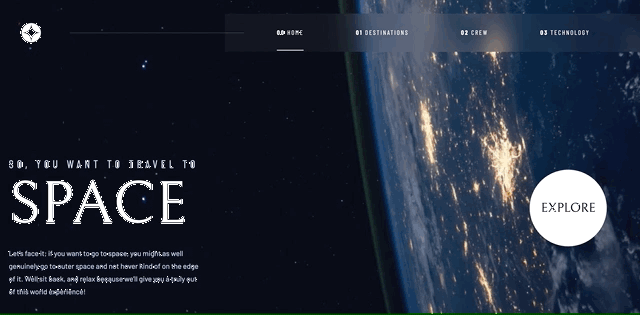 00 HOME
01 DESTINATIONS
02 CREW
03 TECHNOLOGY
SO, YOU WANT TO TRAVEL TO
SPACE
Let's face it; if you want to go to space, you might as well
genuinely go to outer space and not hover kind of on the edge
of it. Well sit back, and relax because we'll give you a truly out
of this world experience!
EXPLORE